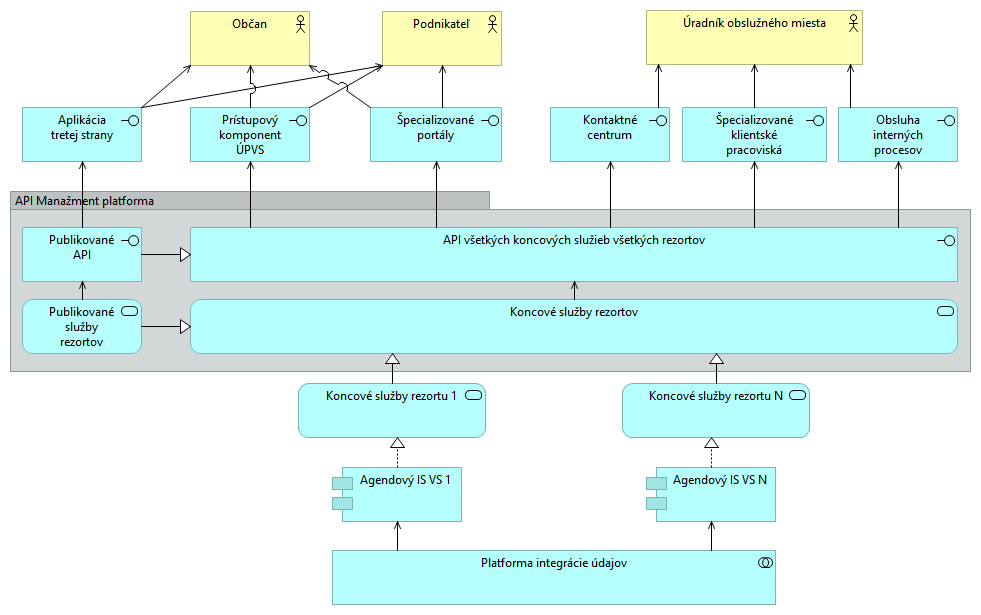 Občan
Podnikateľ
Úradník obslužného miesta
Aplikácia
tretej strany
Prístupový
komponent
ÚPVS
Špecializované
portály
Kontaktné
centrum
Špecializované
klientské
pracoviská
Obsluha
interných
procesov
API Manažment platforma
Publikované
API
API všetkých koncových služieb všetkých rezortov
Publikované
služby
rezortov
Koncové služby rezortov
Koncové služby rezortu 1
Koncové služby rezortu N
Agendový IS VS 1
Agendový IS VS N
Platforma integrácie údajov